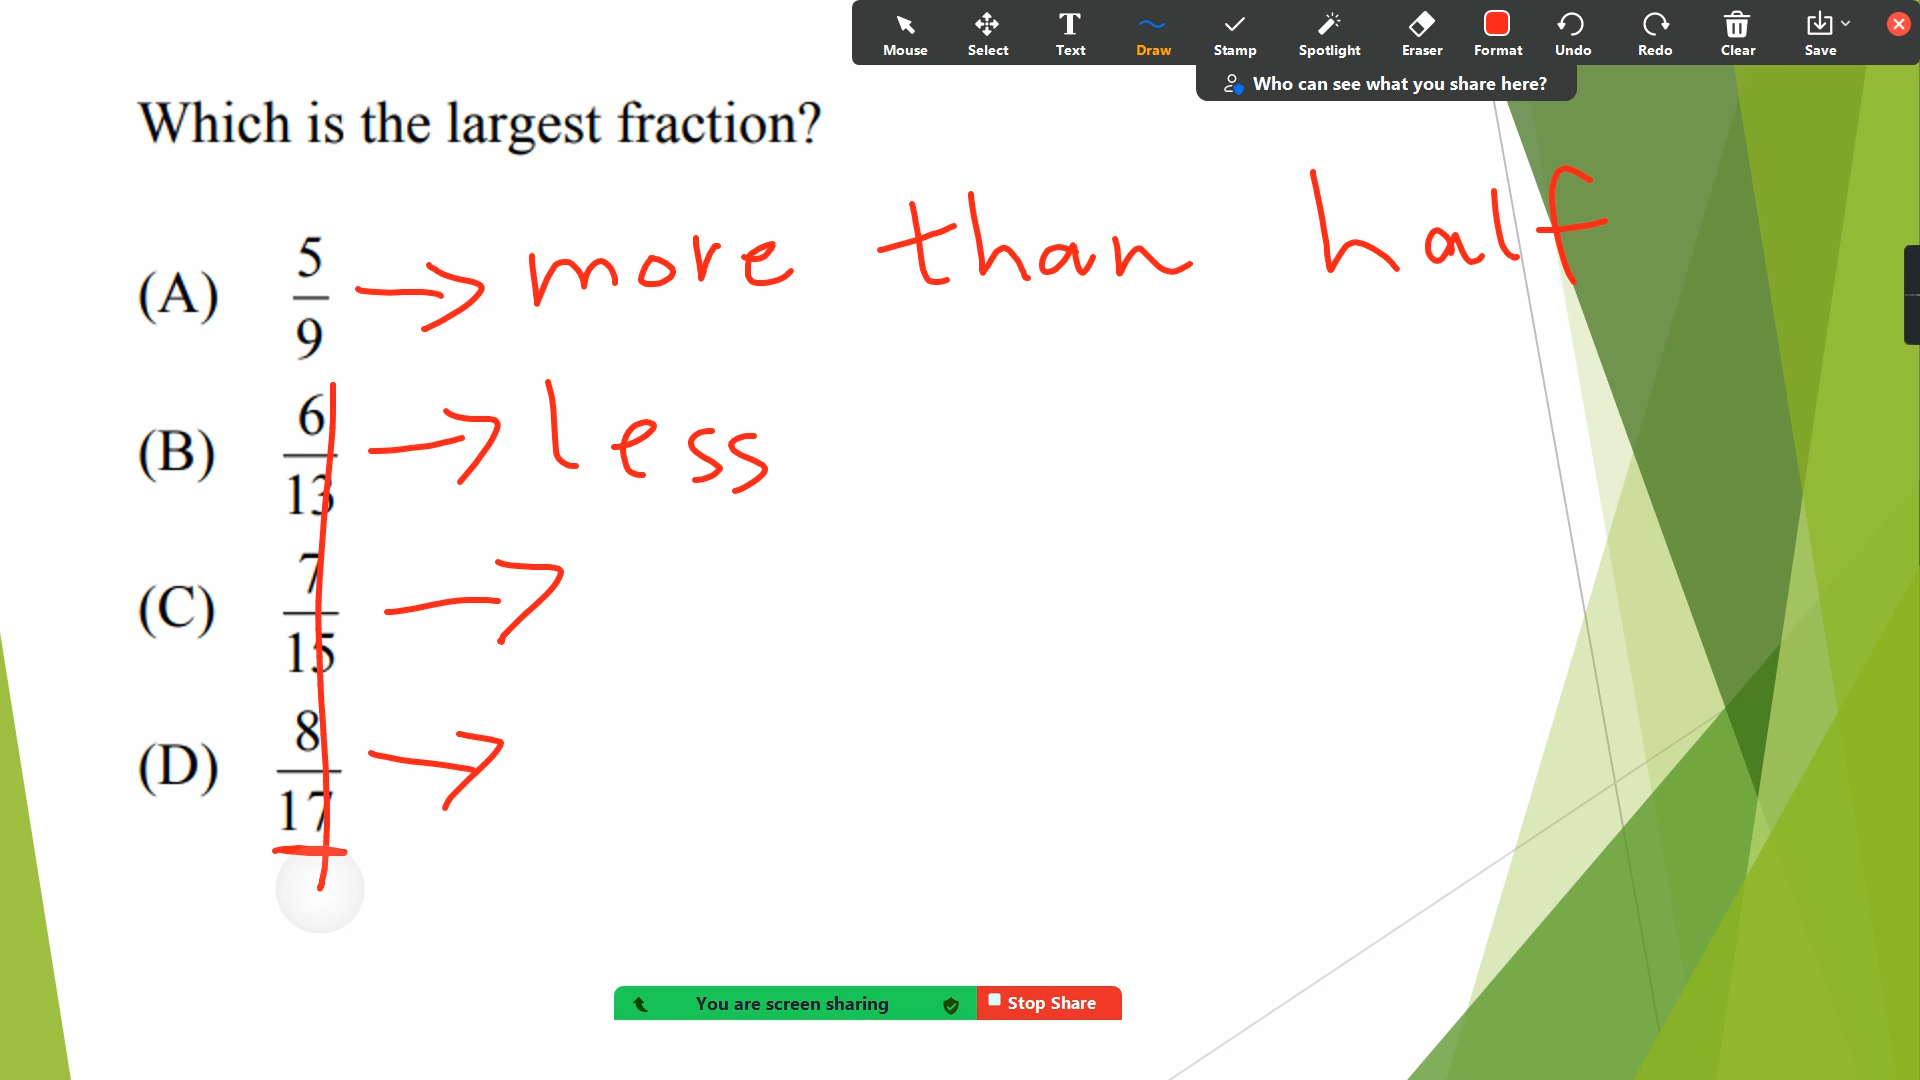 Mouse Select Text Draw Stamp Spotlight Eraser Format Undo Redo Clear Save
Who can see what you share here?
Which is the largest fraction?
(A) 5/9 → more than half
(B) 6/13 → less
(C) 7/15 →
(D) 8/17 →
You are screen sharing Stop Share